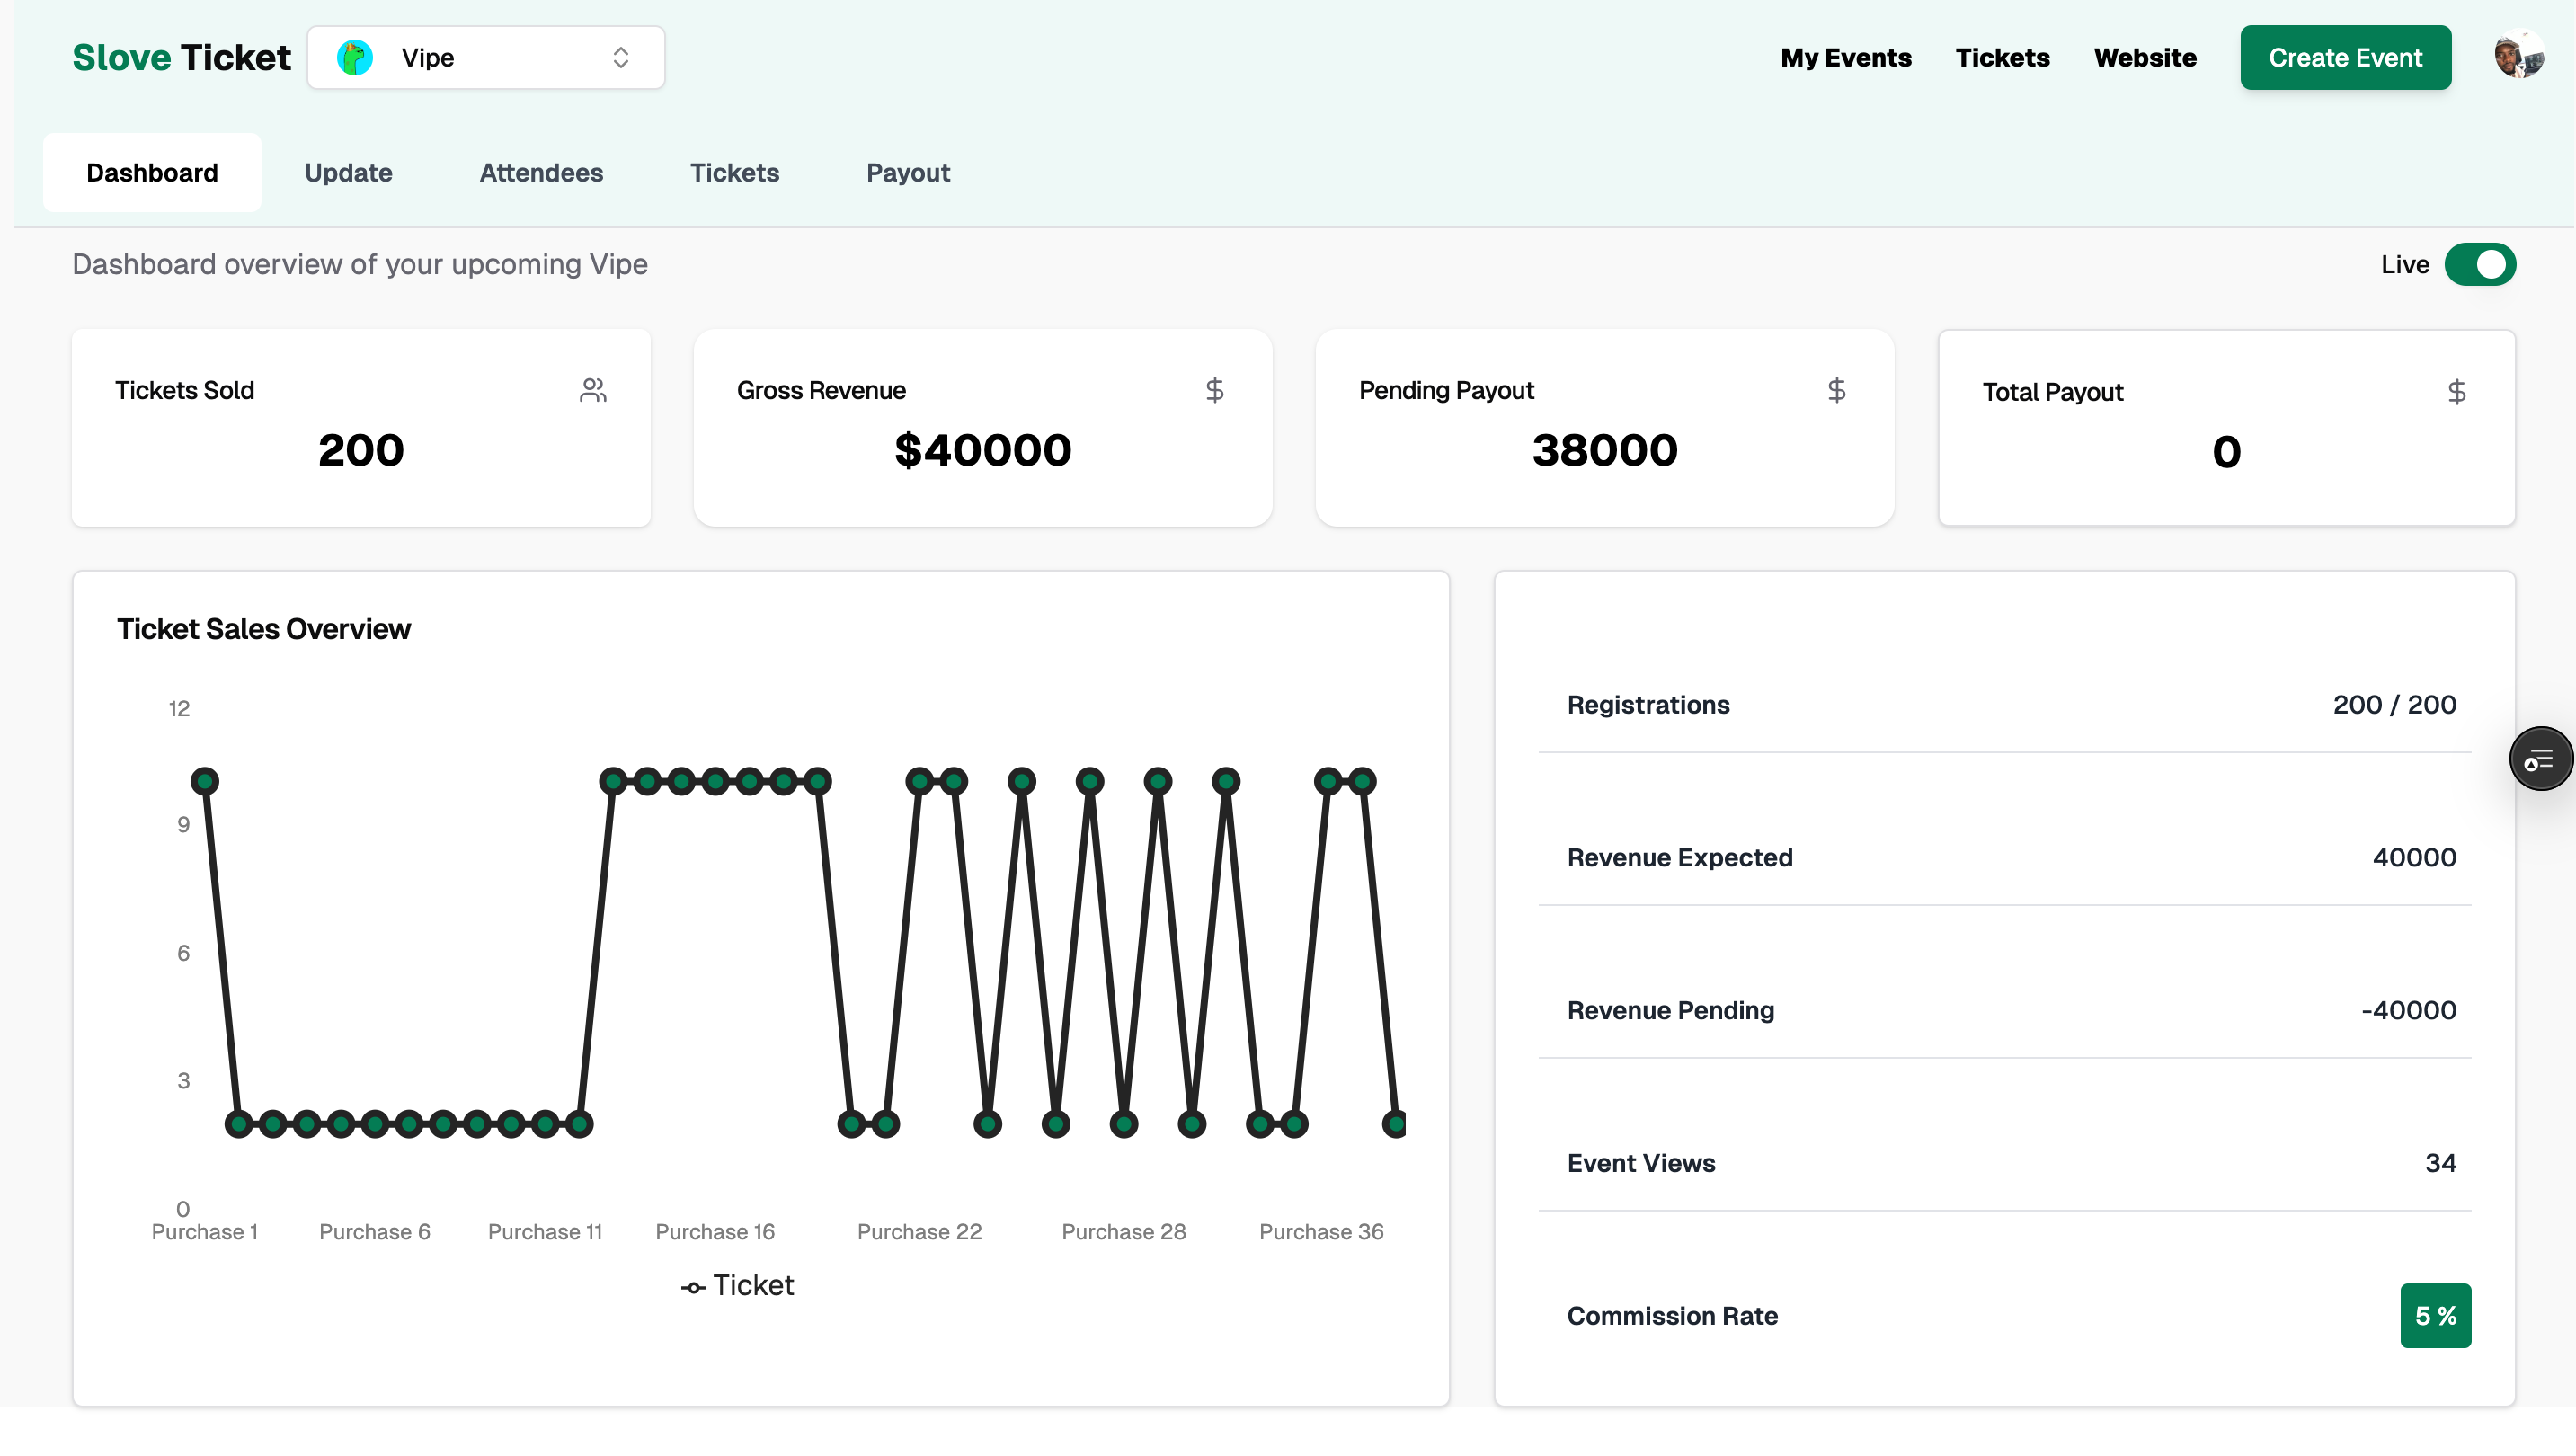 Slove Ticket
Vipe
My Events
Tickets
Website
Create Event
Dashboard
Update
Attendees
Tickets
Payout
Dashboard overview of your upcoming Vipe
Live
Tickets Sold
200
Gross Revenue
$40000
Pending Payout
38000
Total Payout
0
Ticket Sales Overview
12
9
6
3
0
Purchase 1
Purchase 6
Purchase 11
Purchase 16
Purchase 22
Purchase 28
Purchase 36
Ticket
Registrations
200 / 200
Revenue Expected
40000
Revenue Pending
-40000
Event Views
34
Commission Rate
5 %